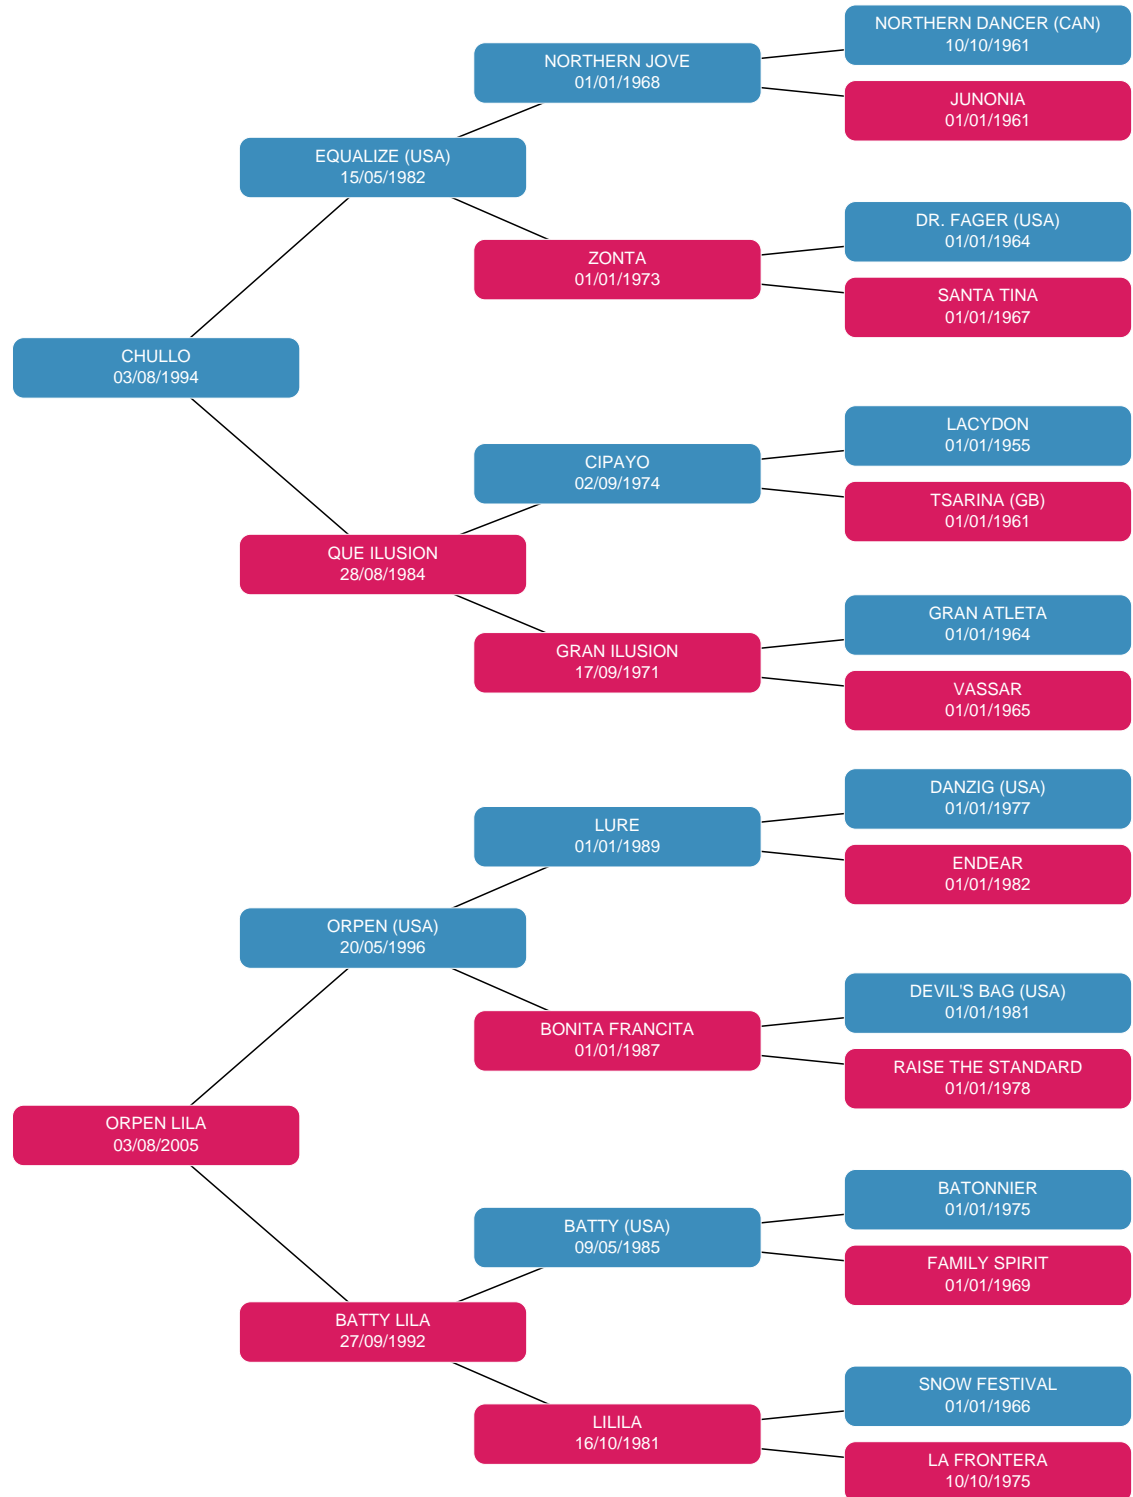 NORTHERN DANCER (CAN)
10/10/1961
NORTHERN JOVE
01/01/1968
JUNONIA
01/01/1961
EQUALIZE (USA)
15/05/1982
DR. FAGER (USA)
01/01/1964
ZONTA
01/01/1973
SANTA TINA
01/01/1967
CHULLO
03/08/1994
LACYDON
01/01/1955
CIPAYO
02/09/1974
TSARINA (GB)
01/01/1961
QUE ILUSION
28/08/1984
GRAN ATLETA
01/01/1964
GRAN ILUSION
17/09/1971
VASSAR
01/01/1965
DANZIG (USA)
01/01/1977
LURE
01/01/1989
ENDEAR
01/01/1982
ORPEN (USA)
20/05/1996
DEVIL'S BAG (USA)
01/01/1981
BONITA FRANCITA
01/01/1987
RAISE THE STANDARD
01/01/1978
ORPEN LILA
03/08/2005
BATONNIER
01/01/1975
BATTY (USA)
09/05/1985
FAMILY SPIRIT
01/01/1969
BATTY LILA
27/09/1992
SNOW FESTIVAL
01/01/1966
LILILA
16/10/1981
LA FRONTERA
10/10/1975